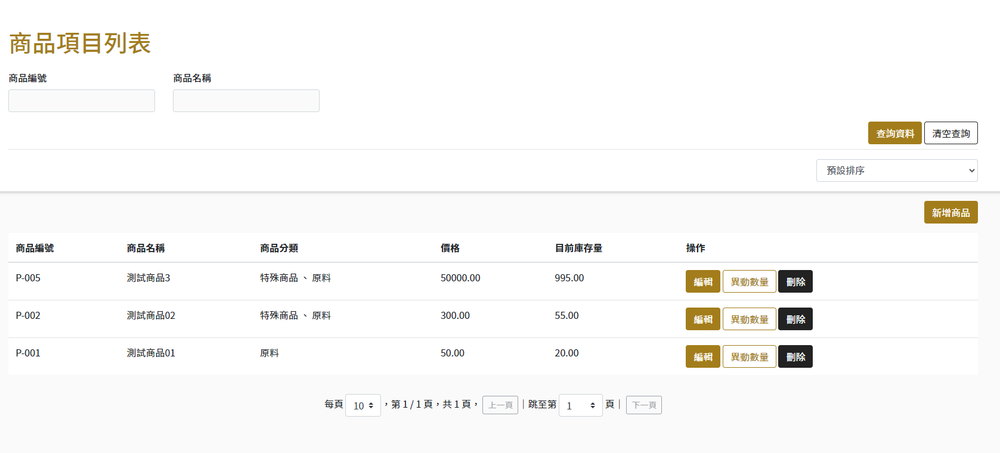 商品項目列表
商品編號 商品名稱
查詢資料 清空查詢
預設排序
新增商品
商品編號 商品名稱 商品分類 價格 目前庫存量 操作
P-005 測試商品3 特殊商品 、 原料 50000.00 995.00 編輯 異動數量 刪除
P-002 測試商品02 特殊商品 、 原料 300.00 55.00 編輯 異動數量 刪除
P-001 測試商品01 原料 50.00 20.00 編輯 異動數量 刪除
每頁 10 ，第 1 / 1 頁，共 1 頁， 上一頁 ｜跳至第 1 頁｜ 下一頁